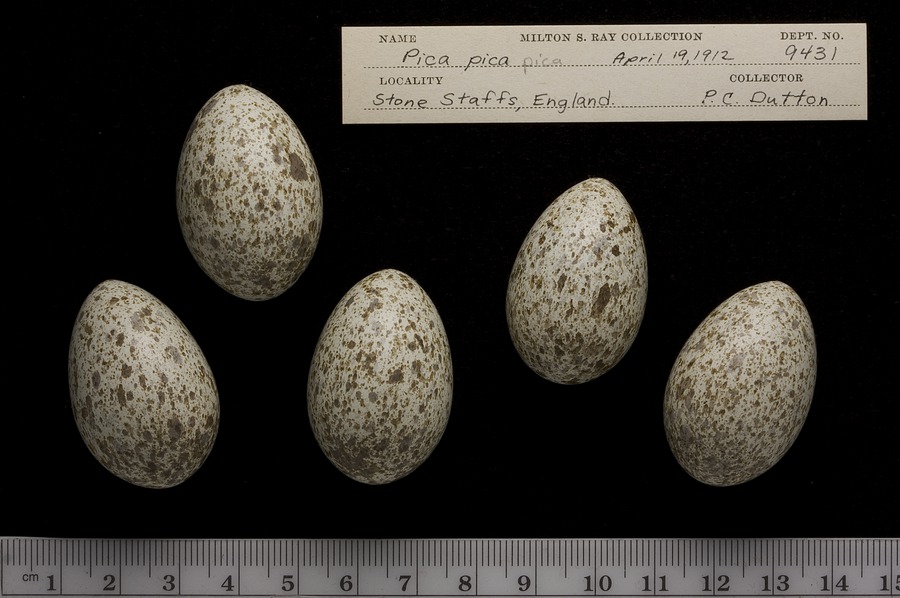 NAME MILTON S. RAY COLLECTION DEPT. NO.
Pica pica pica April 19, 1912 9431
LOCALITY COLLECTOR
Stone Staffs, England. P. C. Dutton
cm 1 2 3 4 5 6 7 8 9 10 11 12 13 14 15